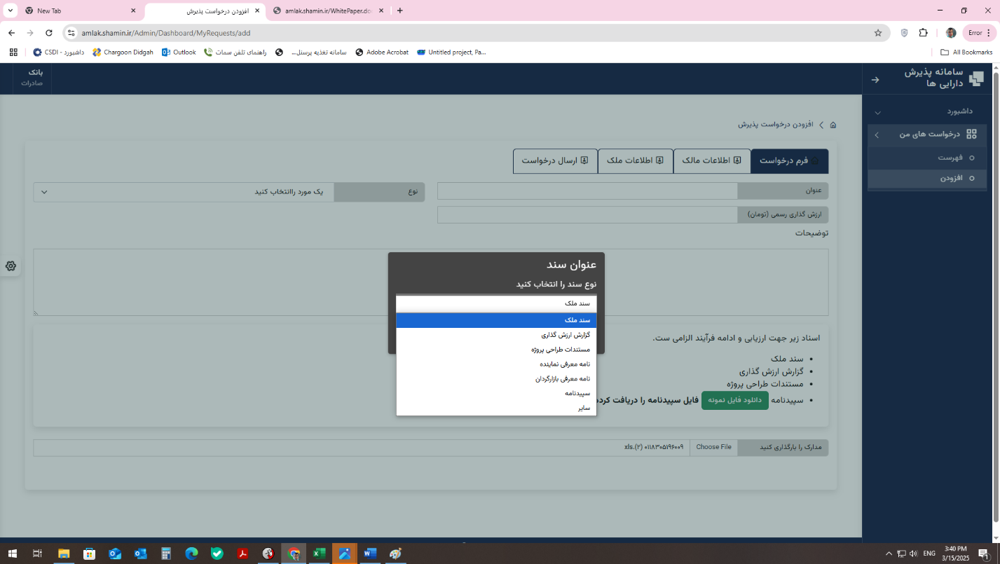 New Tab
افزودن درخواست پذیرش
amlak.shamin.ir/WhitePaper.do
amlak.shamin.ir/Admin/Dashboard/MyRequests/add
Error
داشبورد - CSDI
Chargoon Didgah
Outlook
راهنمای تلفن سمات
سامانه تغذیه پرسنل...
Adobe Acrobat
Untitled project, Pa...
All Bookmarks
سامانه پذیرش
دارایی ها
بانک
صادرات
داشبورد
درخواست های من
فهرست
افزودن
افزودن درخواست پذیرش
فرم درخواست
اطلاعات مالک
اطلاعات ملک
ارسال درخواست
عنوان
نوع
یک مورد راانتخاب کنید
ارزش گذاری رسمی (تومان)
توضیحات
عنوان سند
نوع سند را انتخاب کنید
سند ملک
سند ملک
گزارش ارزش گذاری
مستندات طراحی پروژه
نامه معرفی نماینده
نامه معرفی بازارگردان
سپیدنامه
سایر
اسناد زیر جهت ارزیابی و ادامه فرآیند الزامی ست.
سند ملک
گزارش ارزش گذاری
مستندات طراحی پروژه
سپیدنامه دانلود فایل نمونه فایل سپیدنامه را دریافت کرده
مدارک را بارگذاری کنید
Choose File
۰۱۱۸۳۰۵۱۹۶۰۰۹ (۲).xls
3:40 PM
ENG
3/15/2025
1